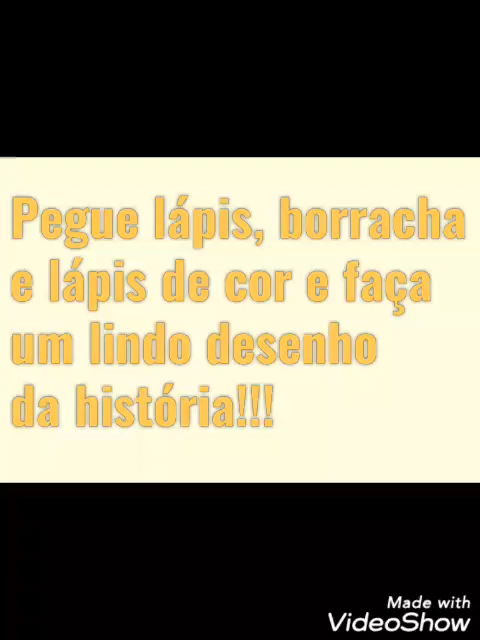 Pegue lápis, borracha
e lápis de cor e faça
um lindo desenho
da história!!!
Made with
VideoShow